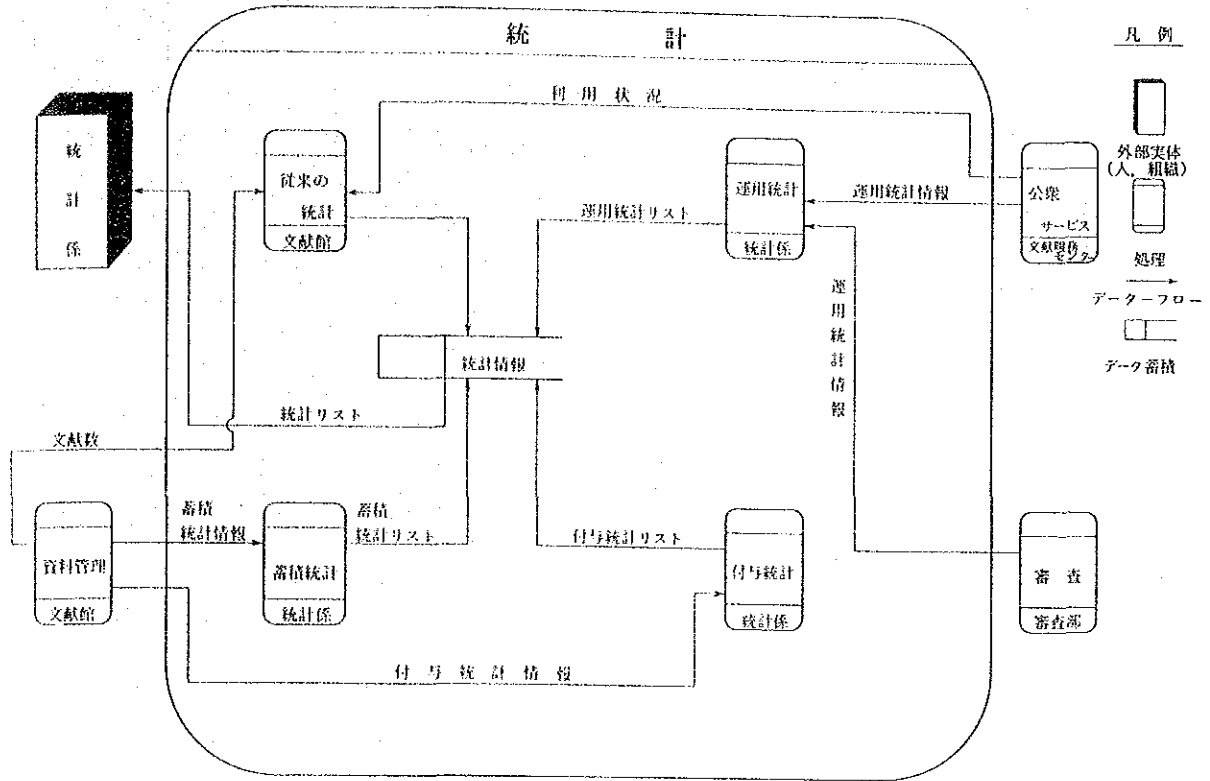 統計
凡例
外部実体
(人,組織)
処理
データーフロー
データ蓄積
統計係
利用状況
従来の
統計
文献館
運用統計
統計係
運用統計情報
公衆
サービス
運用統計リスト
運用統計情報
統計情報
統計リスト
文献数
蓄積
統計情報
蓄積
統計リスト
付与統計リスト
資料管理
文献館
蓄積統計
統計係
付与統計
統計係
審査
審査部
付与統計情報